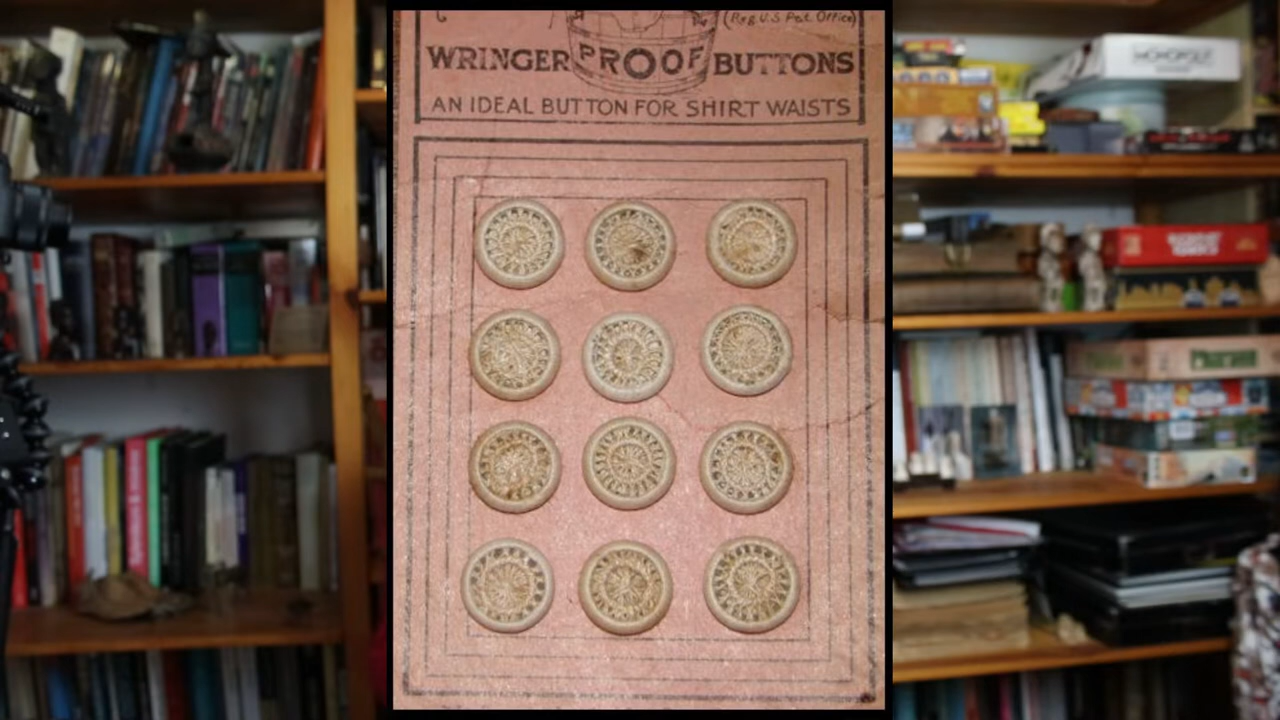 (Reg. U.S. Pat. Office)
WRINGER PROOF BUTTONS
AN IDEAL BUTTON FOR SHIRT WAISTS
MONOPOLY